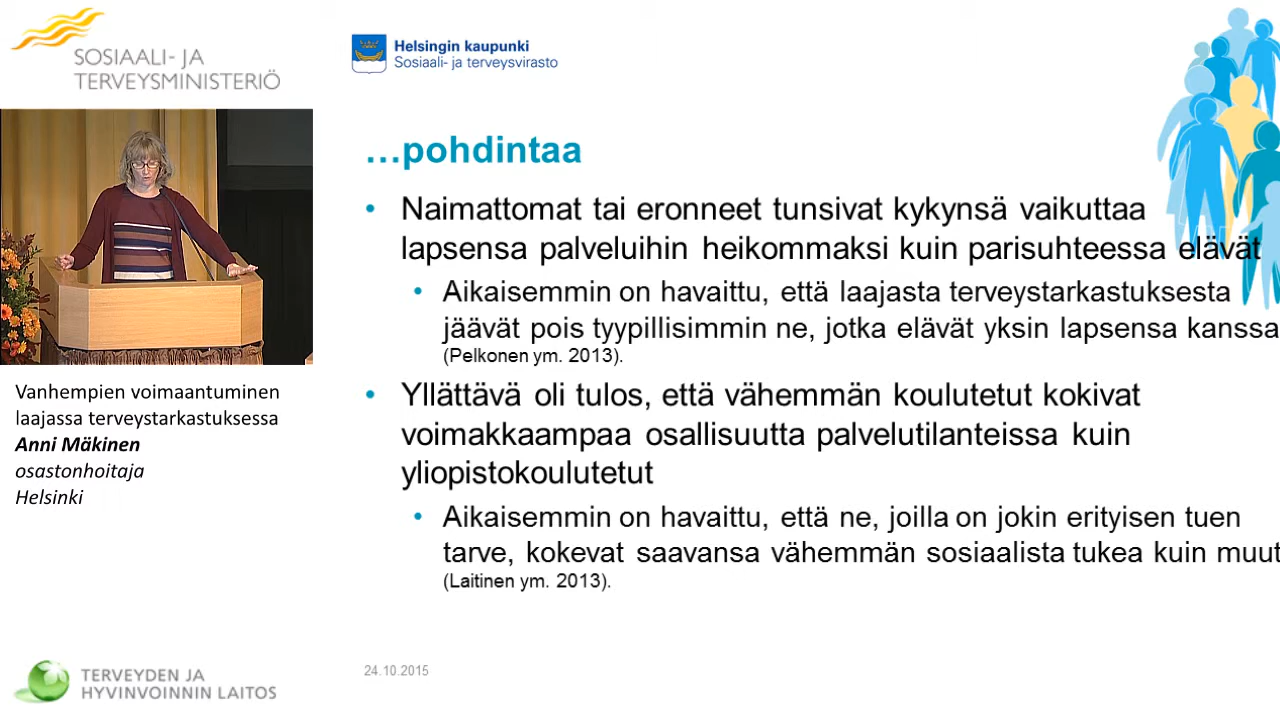 SOSIAALI- JA
TERVEYSMINISTERIÖ
Helsingin kaupunki
Sosiaali- ja terveysvirasto
…pohdintaa
• Naimattomat tai eronneet tunsivat kykynsä vaikuttaa
lapsensa palveluihin heikommaksi kuin parisuhteessa elävät
• Aikaisemmin on havaittu, että laajasta terveystarkastuksesta
jäävät pois tyypillisimmin ne, jotka elävät yksin lapsensa kanssa
(Pelkonen ym. 2013).
• Yllättävä oli tulos, että vähemmän koulutetut kokivat
voimakkaampaa osallisuutta palvelutilanteissa kuin
yliopistokoulutetut
• Aikaisemmin on havaittu, että ne, joilla on jokin erityisen tuen
tarve, kokevat saavansa vähemmän sosiaalista tukea kuin muut
(Laitinen ym. 2013).
Vanhempien voimaantuminen
laajassa terveystarkastuksessa
Anni Mäkinen
osastonhoitaja
Helsinki
TERVEYDEN JA
HYVINVOINNIN LAITOS
24.10.2015